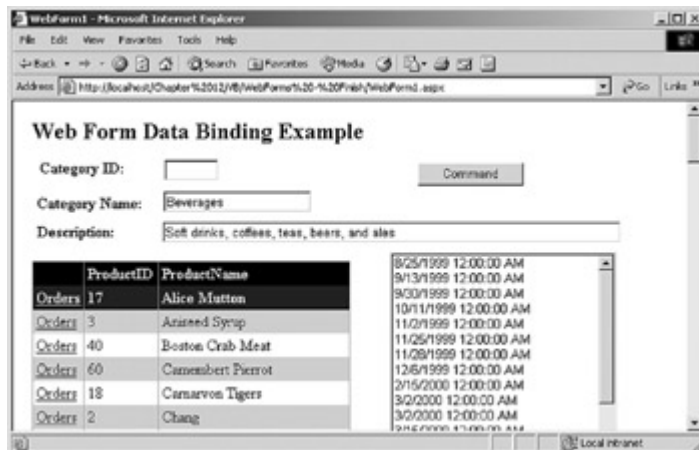 WebForm1 - Microsoft Internet Explorer
File Edit View Favorites Tools Help
Back Search Favorites Media
Address http://localhost/Chapter%2012/VB/WebForms%20-%20Finish/WebForm1.aspx Go Links
Web Form Data Binding Example
Category ID:
Command
Category Name: Beverages
Description: Soft drinks, coffees, teas, beers, and ales
ProductID ProductName
Orders 17 Alice Mutton
Orders 3 Aniseed Syrup
Orders 40 Boston Crab Meat
Orders 60 Camembert Pierrot
Orders 18 Carnarvon Tigers
Orders 2 Chang
8/25/1999 12:00:00 AM
9/13/1999 12:00:00 AM
9/30/1999 12:00:00 AM
10/11/1999 12:00:00 AM
11/2/1999 12:00:00 AM
11/25/1999 12:00:00 AM
11/28/1999 12:00:00 AM
12/6/1999 12:00:00 AM
2/15/2000 12:00:00 AM
3/2/2000 12:00:00 AM
3/2/2000 12:00:00 AM
12:00:00 AM
Local intranet